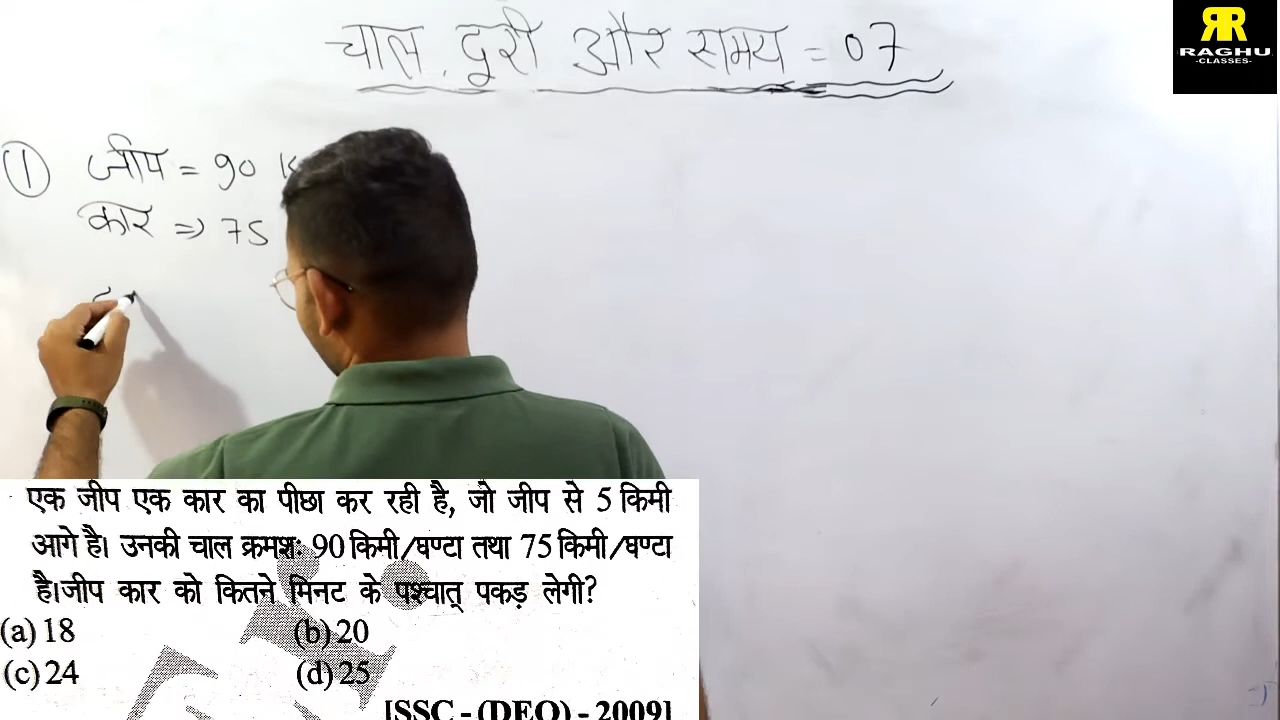 चाल, दूरी और समय = 07
RAGHU
-CLASSES-
① जीप = 90
कार => 75
एक जीप एक कार का पीछा कर रही है, जो जीप से 5 किमी
आगे है। उनकी चाल क्रमशः 90 किमी/घण्टा तथा 75 किमी/घण्टा
है।जीप कार को कितने मिनट के पश्चात् पकड़ लेगी?
(a) 18 (b) 20
(c) 24 (d) 25
[SSC - (DEO) - 2009]